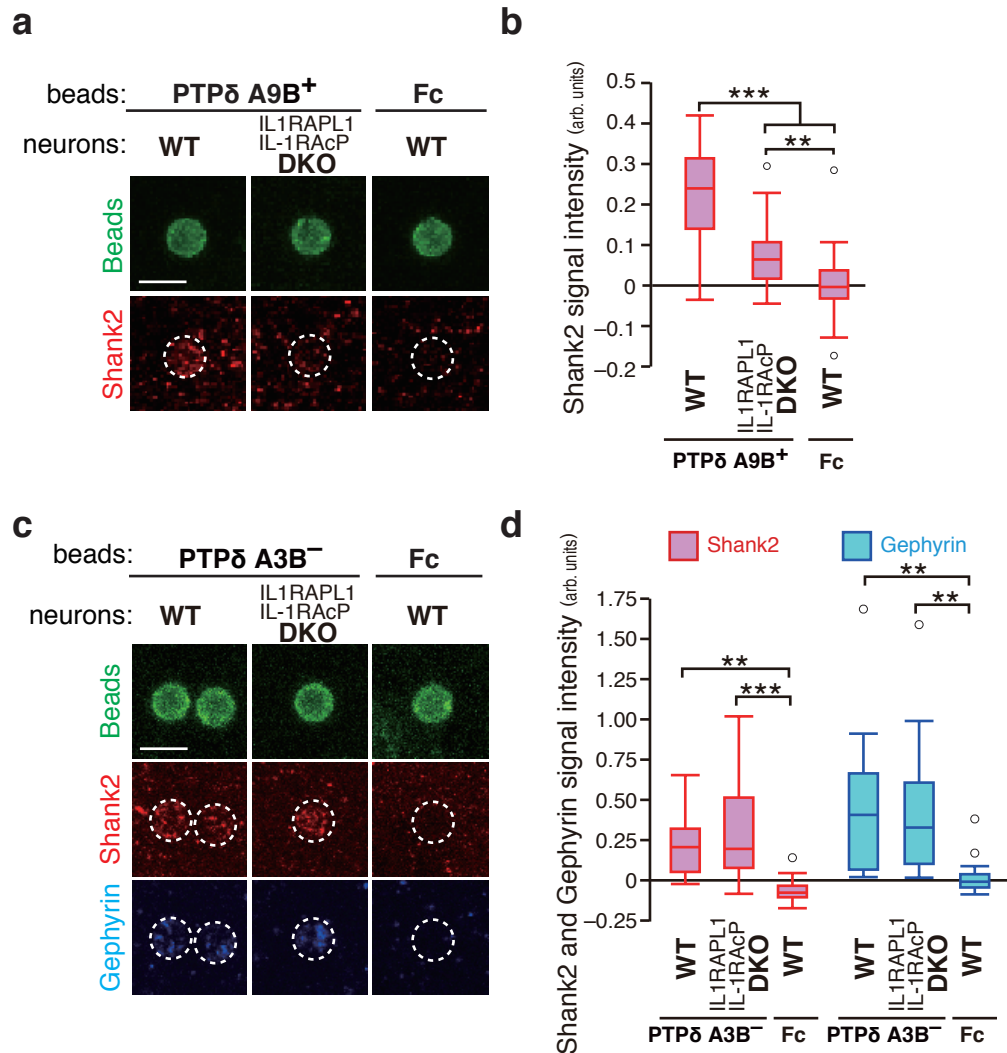 a
beads: PTPδ A9B+ Fc
neurons: WT IL1RAPL1 IL-1RAcP DKO WT
Beads
Shank2
b
Shank2 signal intensity (arb. units)
0.5
0.4
0.3
0.2
0.1
0
−0.1
−0.2
***
**
WT
IL1RAPL1
IL-1RAcP
DKO
WT
PTPδ A9B+ Fc
c
beads: PTPδ A3B− Fc
neurons: WT IL1RAPL1 IL-1RAcP DKO WT
Beads
Shank2
Gephyrin
d
Shank2 Gephyrin
Shank2 and Gephyrin signal intensity (arb. units)
1.75
1.50
1.25
1.00
0.75
0.50
0.25
0
−0.25
**
***
**
**
WT
IL1RAPL1
IL-1RAcP
DKO
WT
WT
IL1RAPL1
IL-1RAcP
DKO
WT
PTPδ A3B− Fc PTPδ A3B− Fc